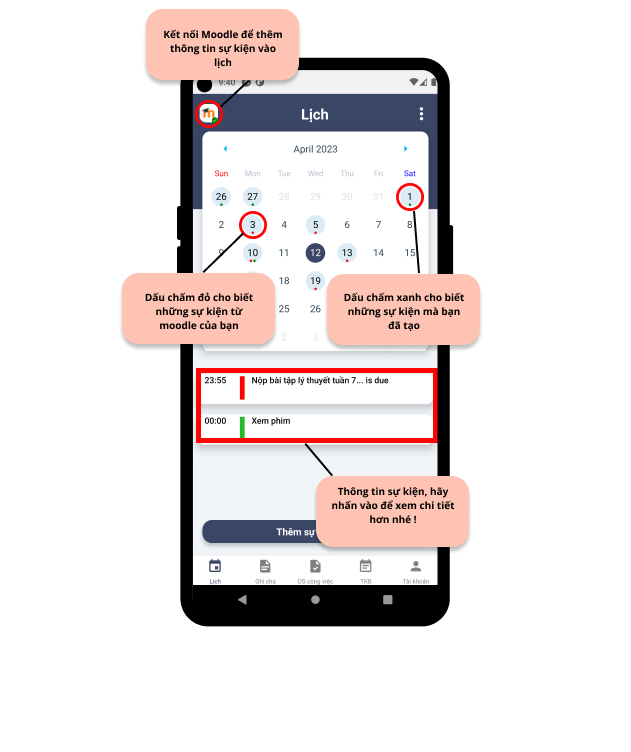 Kết nối Moodle để thêm
thông tin sự kiện vào
lịch
9:40
Lịch
April 2023
Sun Mon Tue Wed Thu Fri Sat
26 27 28 29 30 31 1
2 3 4 5 6 7 8
10 11 12 13 14 15
18 19
25 26
2 3
Dấu chấm đỏ cho biết
những sự kiện từ
moodle của bạn
Dấu chấm xanh cho biết
những sự kiện mà bạn
đã tạo
23:55 Nộp bài tập lý thuyết tuần 7... is due
00:00 Xem phim
Thông tin sự kiện, hãy
nhấn vào để xem chi tiết
hơn nhé !
Thêm sự
Lịch Ghi chú DS công việc TKB Tài khoản